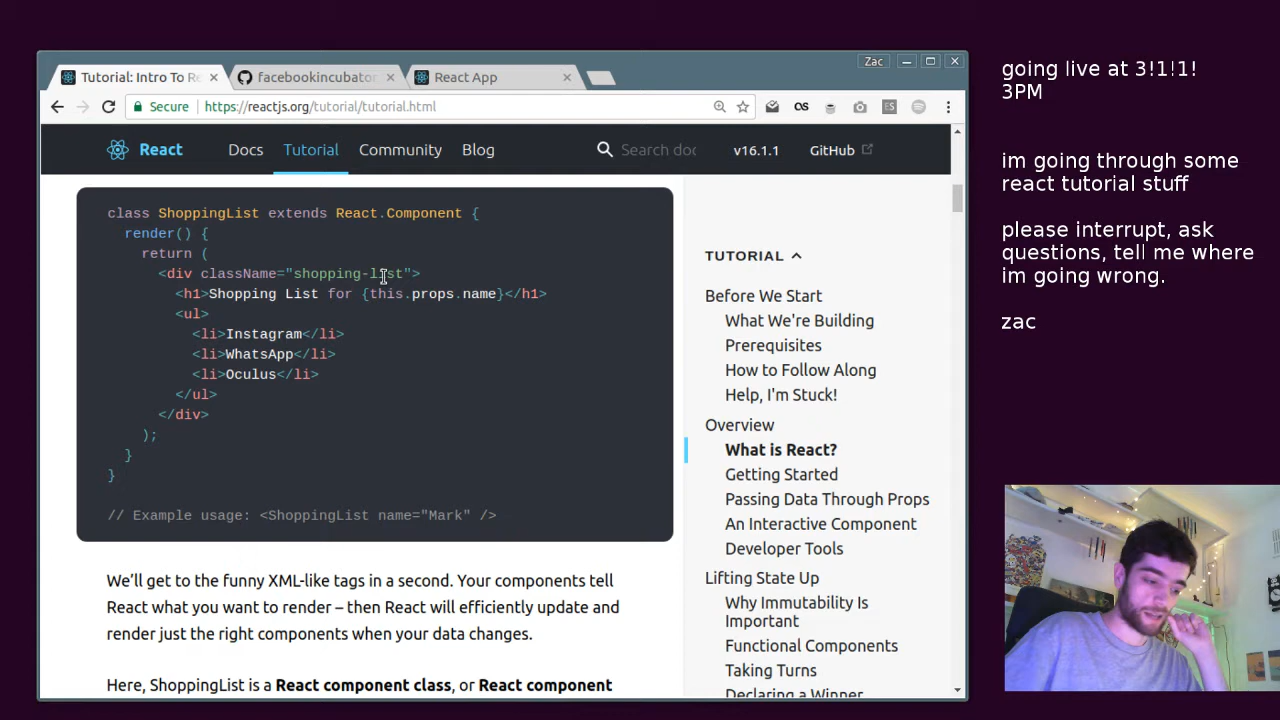 Zac
Tutorial: Intro To Re
facebookincubator
React App
Secure https://reactjs.org/tutorial/tutorial.html
OS
ES
React Docs Tutorial Community Blog Search doc v16.1.1 GitHub
class ShoppingList extends React.Component {
render() {
return (
<div className="shopping-list">
<h1>Shopping List for {this.props.name}</h1>
<ul>
<li>Instagram</li>
<li>WhatsApp</li>
<li>Oculus</li>
</ul>
</div>
);
}
}
// Example usage: <ShoppingList name="Mark" />
We’ll get to the funny XML-like tags in a second. Your components tell
React what you want to render – then React will efficiently update and
render just the right components when your data changes.
Here, ShoppingList is a React component class, or React component
TUTORIAL
Before We Start
What We're Building
Prerequisites
How to Follow Along
Help, I'm Stuck!
Overview
What is React?
Getting Started
Passing Data Through Props
An Interactive Component
Developer Tools
Lifting State Up
Why Immutability Is
Important
Functional Components
Taking Turns
Declaring a Winner
going live at 3!1!1!
3PM
im going through some
react tutorial stuff
please interrupt, ask
questions, tell me where
im going wrong.
zac